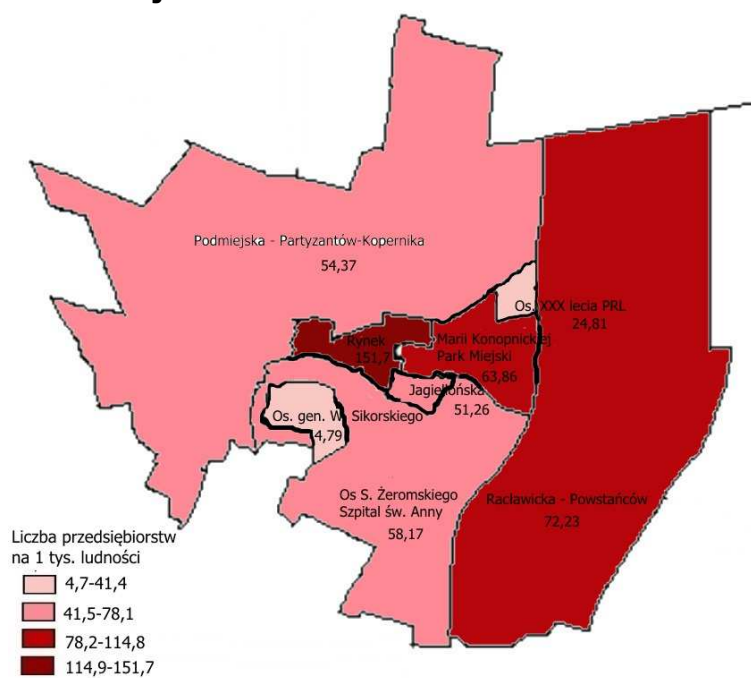 Podmiejska - Partyzantów-Kopernika
54,37
Os. XXX lecia PRL
24,81
Rynek
151,7
Marii Konopnickiej
Park Miejski
63,86
Jagiellońska
51,26
Os. gen. W. Sikorskiego
4,79
Os S. Żeromskiego
Szpital św. Anny
58,17
Racławicka - Powstańców
72,23
Liczba przedsiębiorstw
na 1 tys. ludności
4,7-41,4
41,5-78,1
78,2-114,8
114,9-151,7